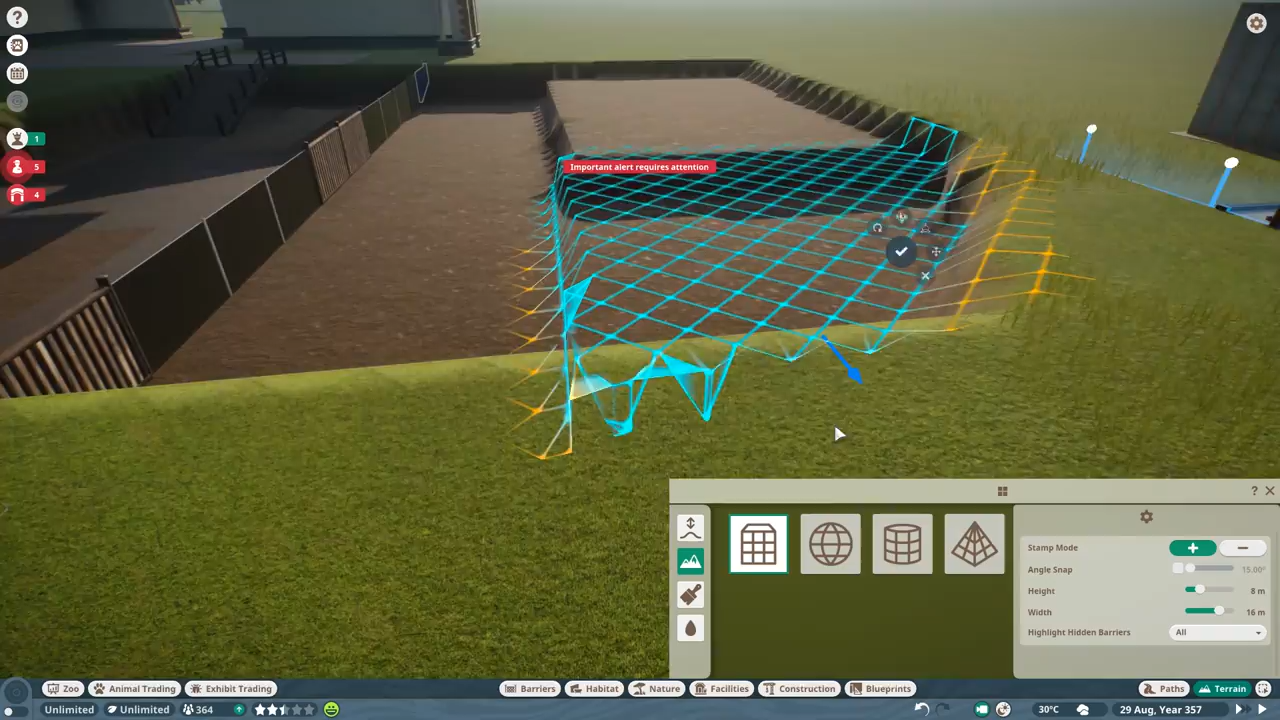 ?
1
5
4
Important alert requires attention
?
Stamp Mode
Angle Snap 15.00°
Height 8 m
Width 16 m
Highlight Hidden Barriers All
Zoo Animal Trading Exhibit Trading Barriers Habitat Nature Facilities Construction Blueprints Paths Terrain
Unlimited Unlimited 364 30°C 29 Aug, Year 357